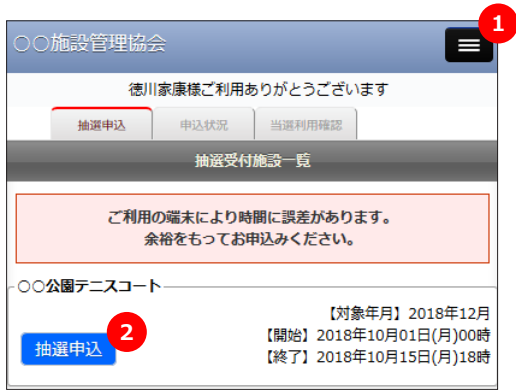 ○○施設管理協会
1
徳川家康様ご利用ありがとうございます
抽選申込 申込状況 当選利用確認
抽選受付施設一覧
ご利用の端末により時間に誤差があります。
余裕をもってお申込みください。
○○公園テニスコート
【対象年月】2018年12月
2
【開始】2018年10月01日(月)00時
抽選申込
【終了】2018年10月15日(月)18時